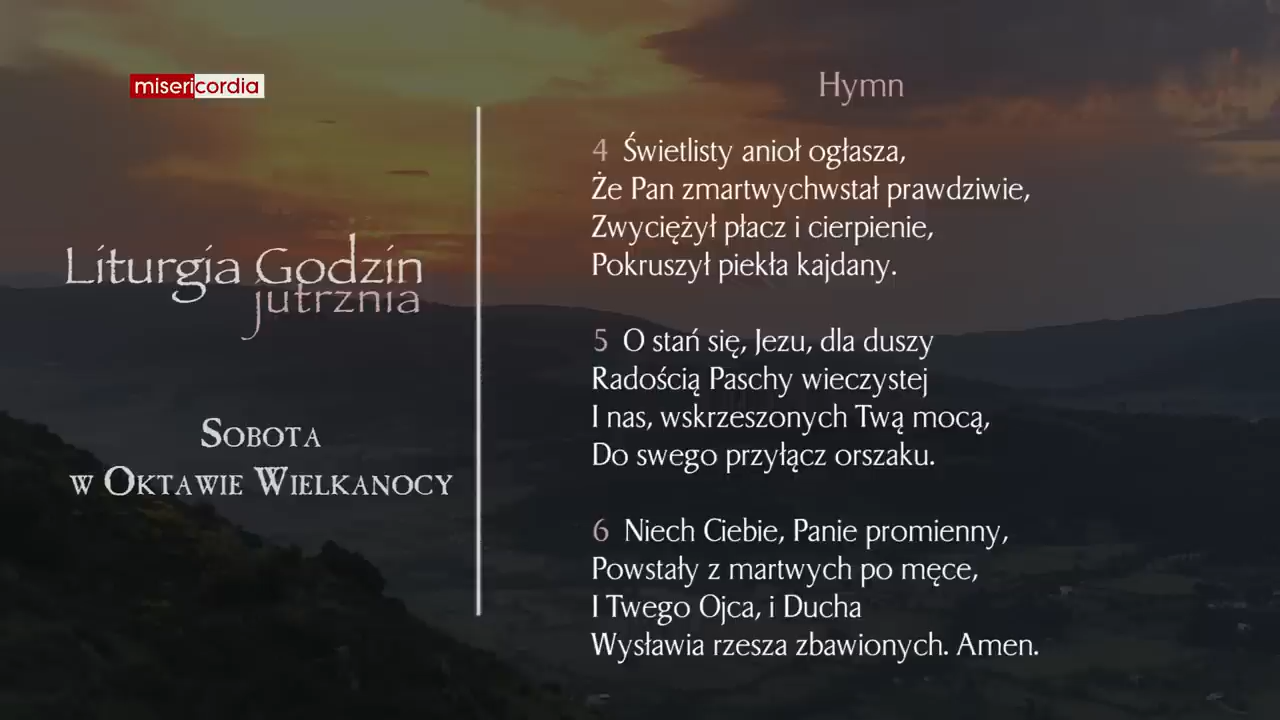 misericordia
Liturgia Godzin
jutrznia
Sobota
w Oktawie Wielkanocy
Hymn
4 Świetlisty anioł ogłasza,
Że Pan zmartwychwstał prawdziwie,
Zwyciężył płacz i cierpienie,
Pokruszył piekła kajdany.
5 O stań się, Jezu, dla duszy
Radością Paschy wieczystej
I nas, wskrzeszonych Twą mocą,
Do swego przyłącz orszaku.
6 Niech Ciebie, Panie promienny,
Powstały z martwych po męce,
I Twego Ojca, i Ducha
Wysławia rzesza zbawionych. Amen.